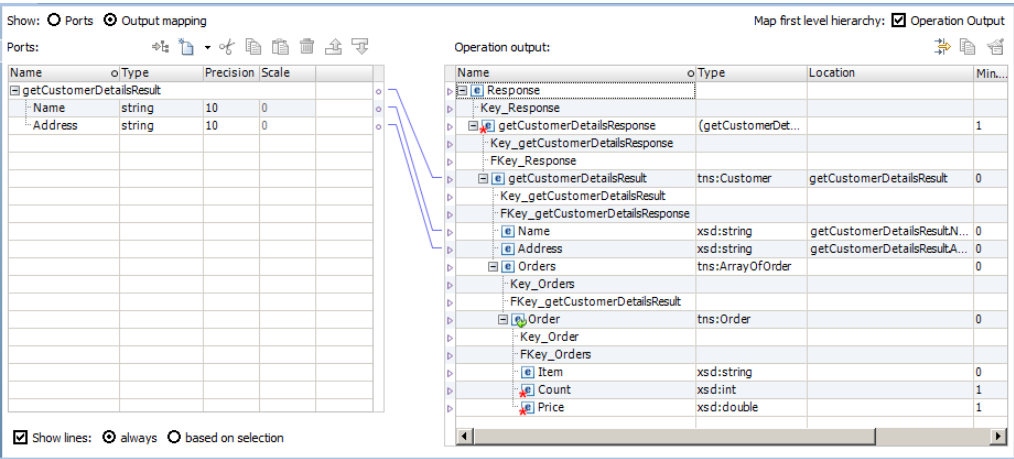 Show: Ports Output mapping Map first level hierarchy: Operation Output
Ports: Operation output:
Name Type Precision Scale
getCustomerDetailsResult
Name string 10 0
Address string 10 0
Name Type Location Min...
Response
Key_Response
getCustomerDetailsResponse (getCustomerDet... 1
Key_getCustomerDetailsResponse
FKey_Response
getCustomerDetailsResult tns:Customer getCustomerDetailsResult 0
Key_getCustomerDetailsResult
FKey_getCustomerDetailsResponse
Name xsd:string getCustomerDetailsResult.N... 0
Address xsd:string getCustomerDetailsResult.A... 0
Orders tns:ArrayOfOrder 0
Key_Orders
FKey_getCustomerDetailsResult
Order tns:Order 0
Key_Order
FKey_Orders
Item xsd:string 0
Count xsd:int 1
Price xsd:double 1
Show lines: always based on selection